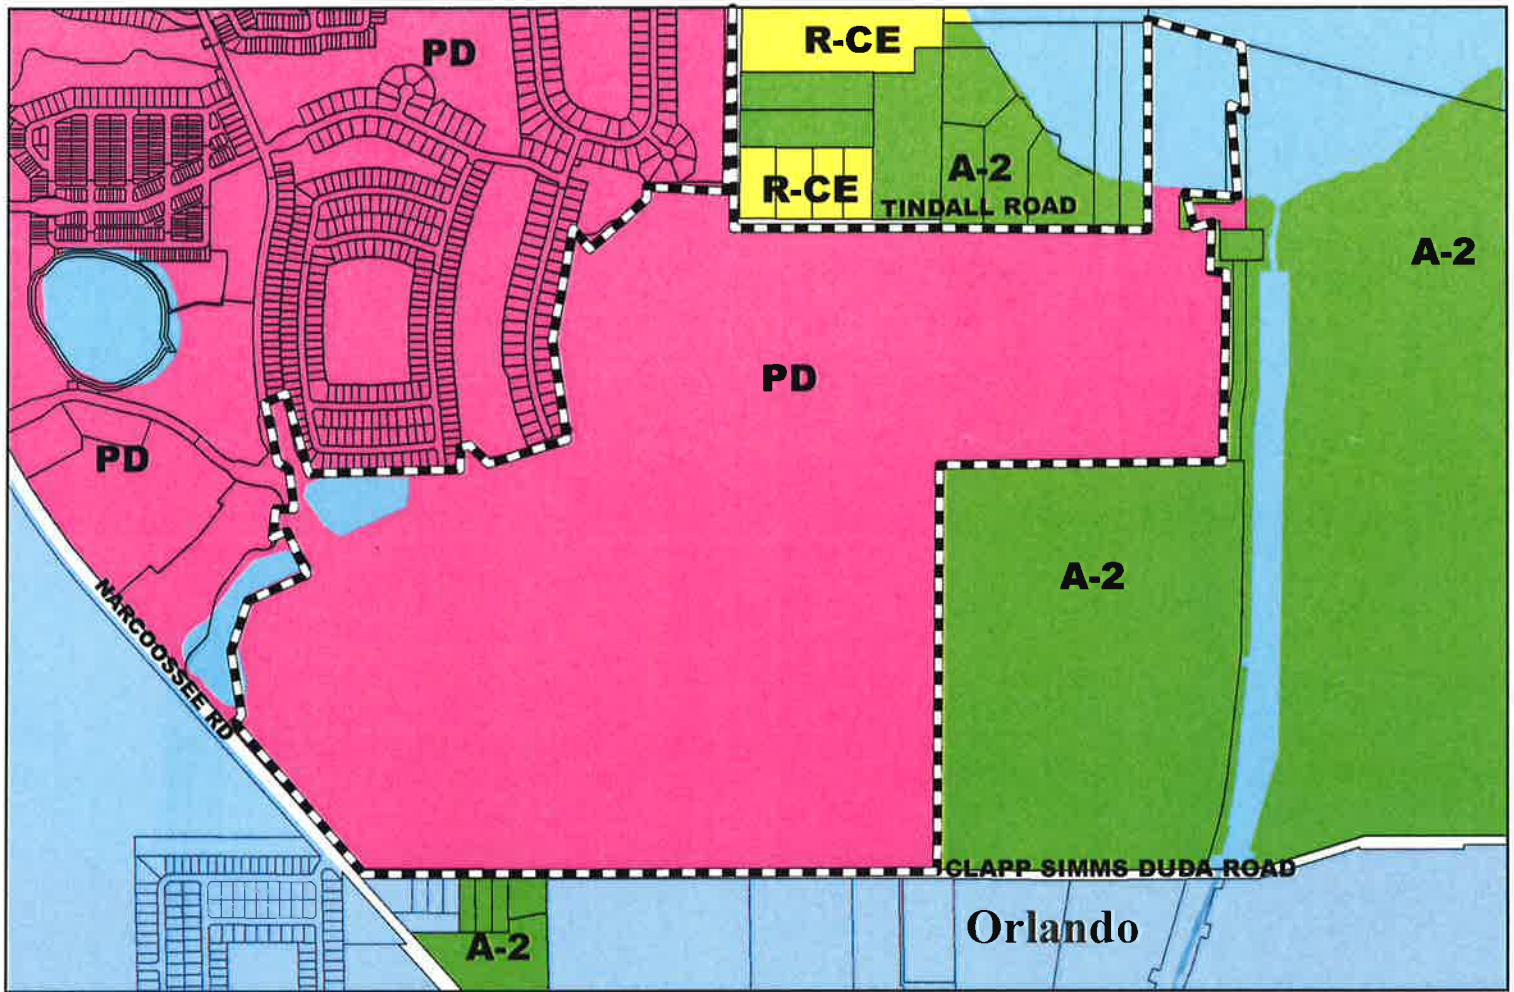 R-CE
PD
R-CE
A-2
TINDALL ROAD
A-2
PD
PD
A-2
NARCOOSSEE RD
CLAPP SIMMS DUDA ROAD
Orlando
A-2